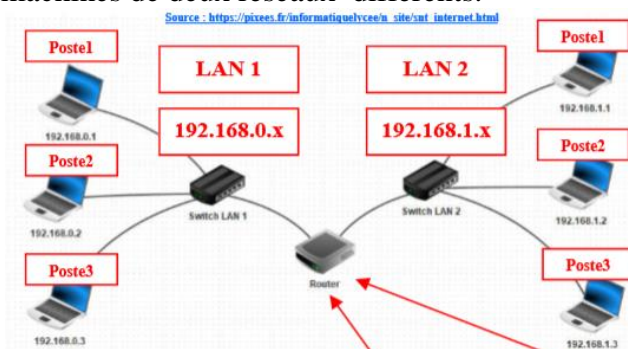 Source : https://pixees.fr/informatiquelycee/n_site/snt_internet.html
Poste1
LAN 1
LAN 2
Poste1
192.168.0.1
192.168.0.x
192.168.1.x
192.168.1.1
Poste2
Poste2
Switch LAN 1
Switch LAN 2
192.168.0.2
192.168.1.2
Poste3
Router
Poste3
192.168.0.3
192.168.1.3